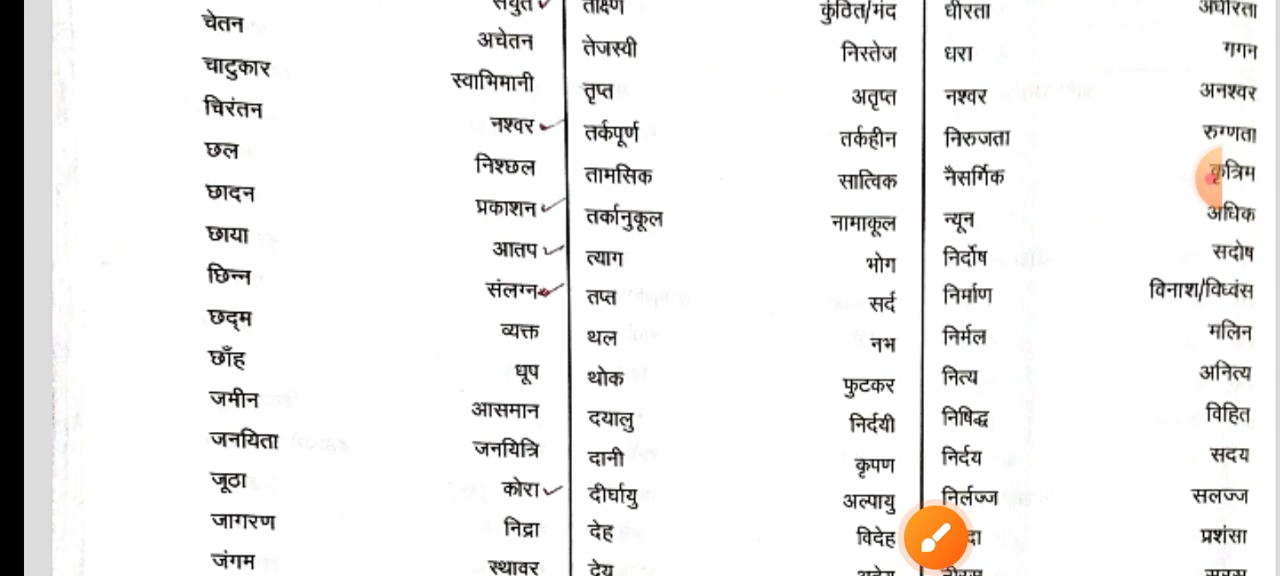 चेतन अचेतन
चाटुकार स्वाभिमानी
चिरंतन नश्वर
छल निश्छल
छादन प्रकाशन
छाया आतप
छिन्न संलग्न
छद्म व्यक्त
छाँह धूप
जमीन आसमान
जनयिता जनयित्रि
जूठा कोरा
जागरण निद्रा
जंगम स्थावर
तीक्ष्ण कुंठित/मंद
तेजस्वी निस्तेज
तृप्त अतृप्त
तर्कपूर्ण तर्कहीन
तामसिक सात्विक
तर्कानुकूल नामाकूल
त्याग भोग
तप्त सर्द
थल नभ
थोक फुटकर
दयालु निर्दयी
दानी कृपण
दीर्घायु अल्पायु
देह विदेह
देय
धीरता अधीरता
धरा गगन
नश्वर अनश्वर
निरुजता रुग्णता
नैसर्गिक कृत्रिम
न्यून अधिक
निर्दोष सदोष
निर्माण विनाश/विध्वंस
निर्मल मलिन
नित्य अनित्य
निषिद्ध विहित
निर्दय सदय
निर्लज्ज सलज्ज
प्रशंसा